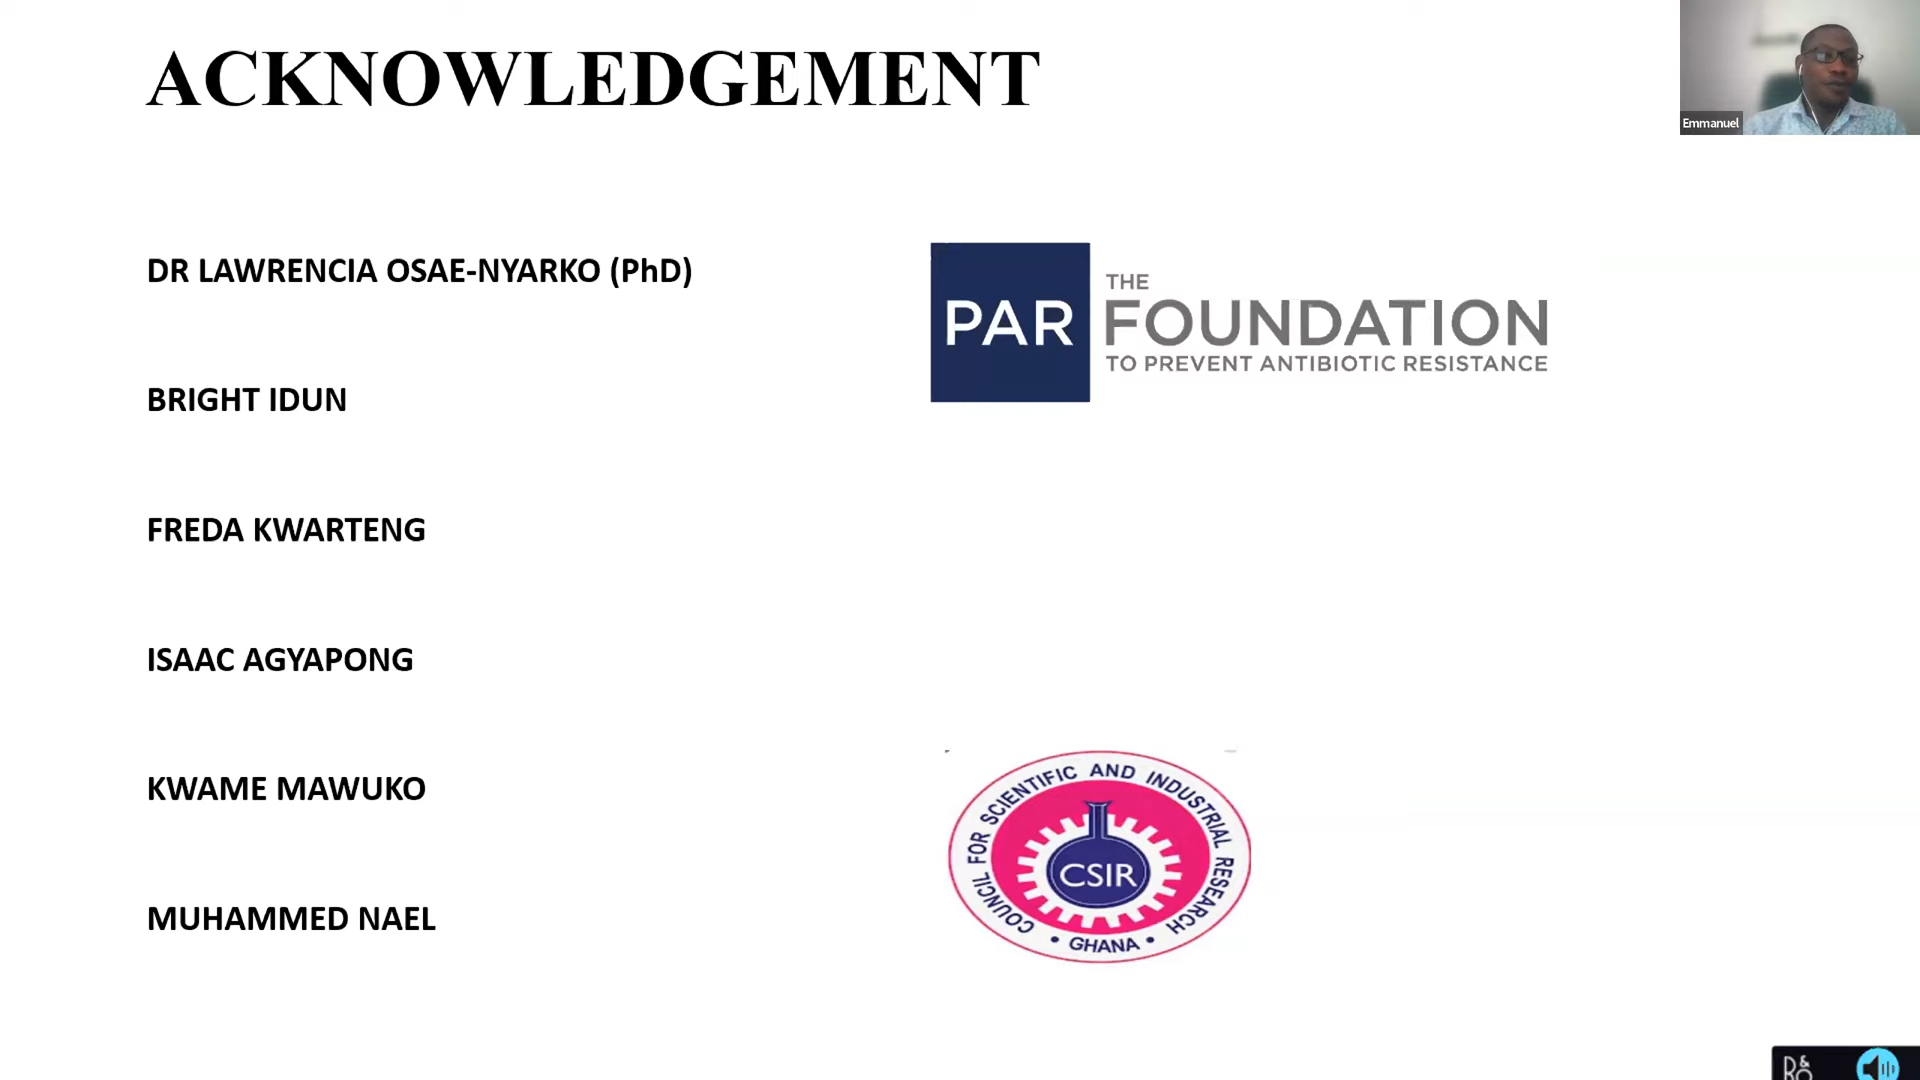 ACKNOWLEDGEMENT
Emmanuel
DR LAWRENCIA OSAE-NYARKO (PhD)
PAR
THE
FOUNDATION
TO PREVENT ANTIBIOTIC RESISTANCE
BRIGHT IDUN
FREDA KWARTENG
ISAAC AGYAPONG
KWAME MAWUKO
COUNCIL FOR SCIENTIFIC AND INDUSTRIAL RESEARCH
CSIR
• GHANA •
MUHAMMED NAEL
B&O